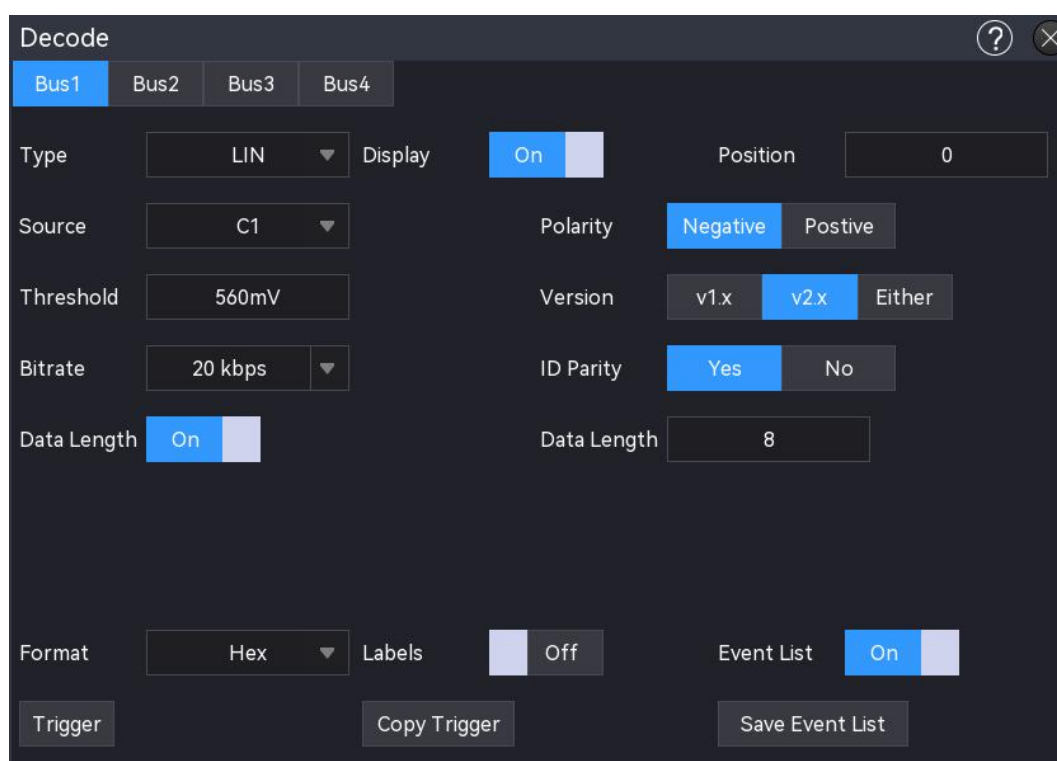 Decode ?
Bus1 Bus2 Bus3 Bus4
Type LIN Display On Position 0
Source C1 Polarity Negative Postive
Threshold 560mV Version v1.x v2.x Either
Bitrate 20 kbps ID Parity Yes No
Data Length On Data Length 8
Format Hex Labels Off Event List On
Trigger Copy Trigger Save Event List